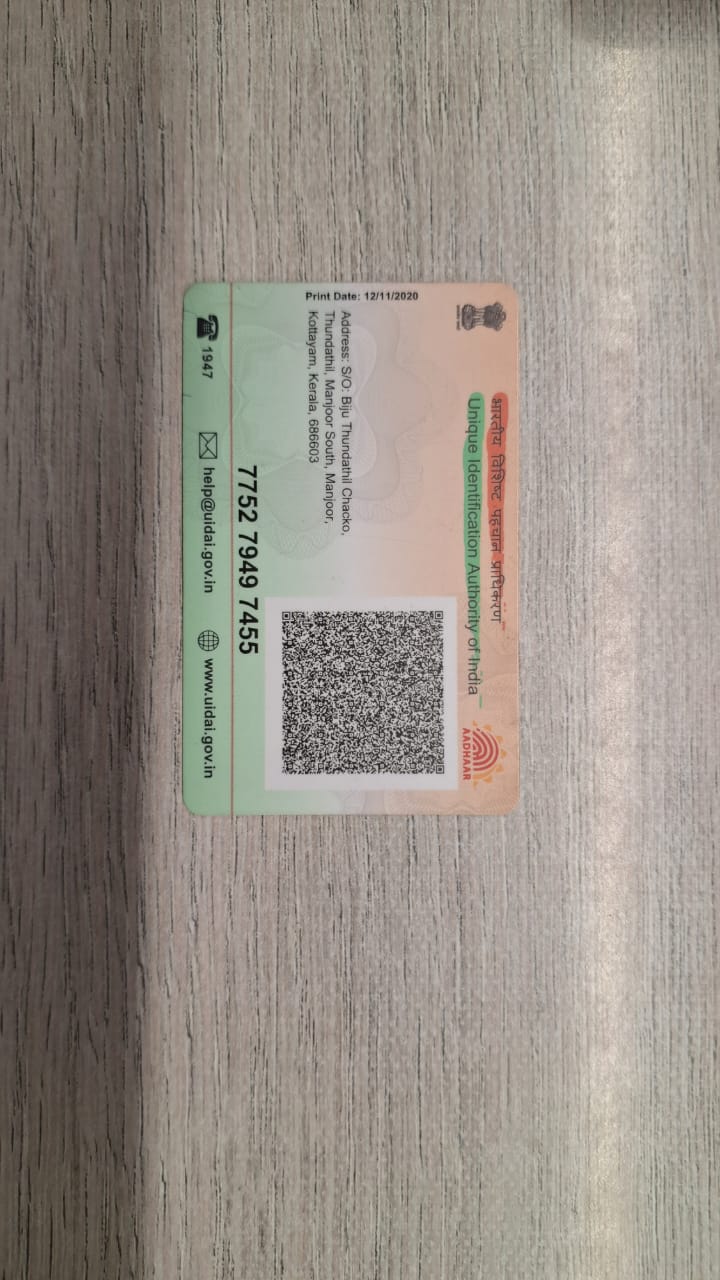 भारतीय विशिष्ट पहचान प्राधिकरण
Unique Identification Authority of India
AADHAAR
Print Date: 12/11/2020
Address: S/O: Biju Thundathil Chacko,
Thundathil, Manjoor South, Manjoor,
Kottayam, Kerala, 686603
7752 7949 7455
1947
help@uidai.gov.in
www.uidai.gov.in